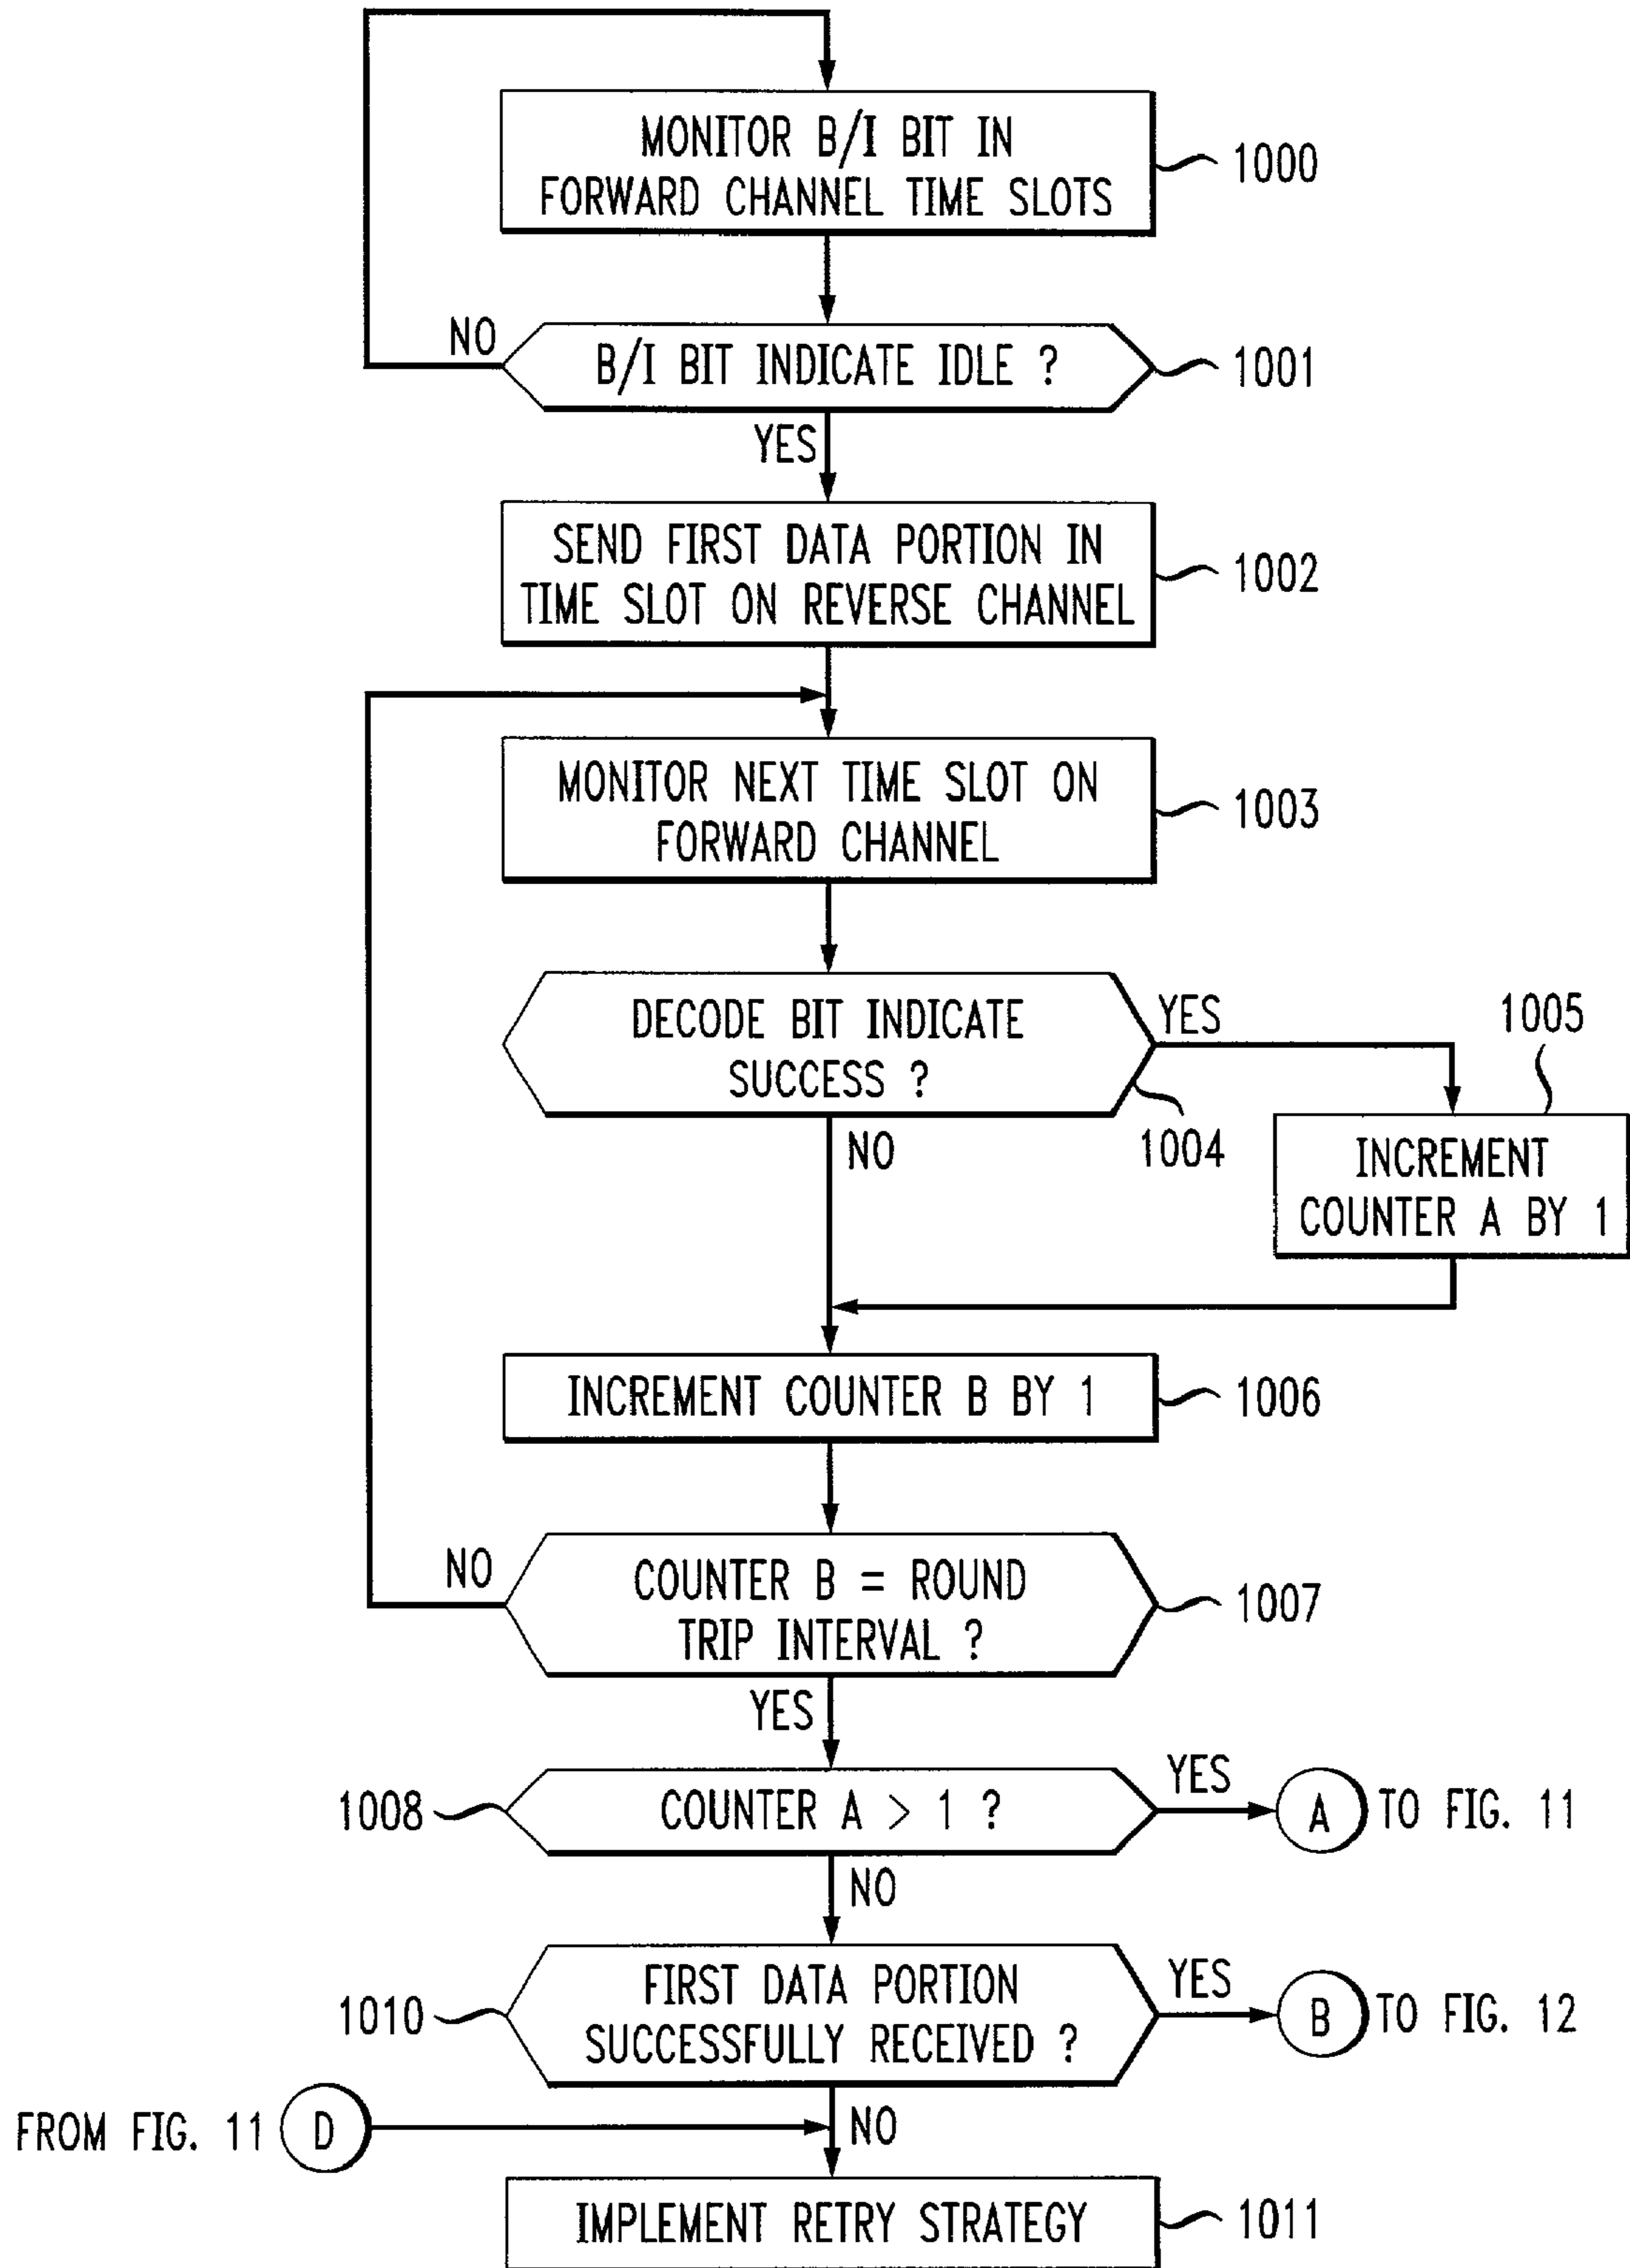 MONITOR B/I BIT IN
FORWARD CHANNEL TIME SLOTS
1000
NO
B/I BIT INDICATE IDLE ?
1001
YES
SEND FIRST DATA PORTION IN
TIME SLOT ON REVERSE CHANNEL
1002
MONITOR NEXT TIME SLOT ON
FORWARD CHANNEL
1003
DECODE BIT INDICATE
SUCCESS ?
YES
1004
NO
1005
INCREMENT
COUNTER A BY 1
INCREMENT COUNTER B BY 1
1006
NO
COUNTER B = ROUND
TRIP INTERVAL ?
1007
YES
1008
COUNTER A > 1 ?
YES
A
TO FIG. 11
NO
1010
FIRST DATA PORTION
SUCCESSFULLY RECEIVED ?
YES
B
TO FIG. 12
FROM FIG. 11
D
NO
IMPLEMENT RETRY STRATEGY
1011